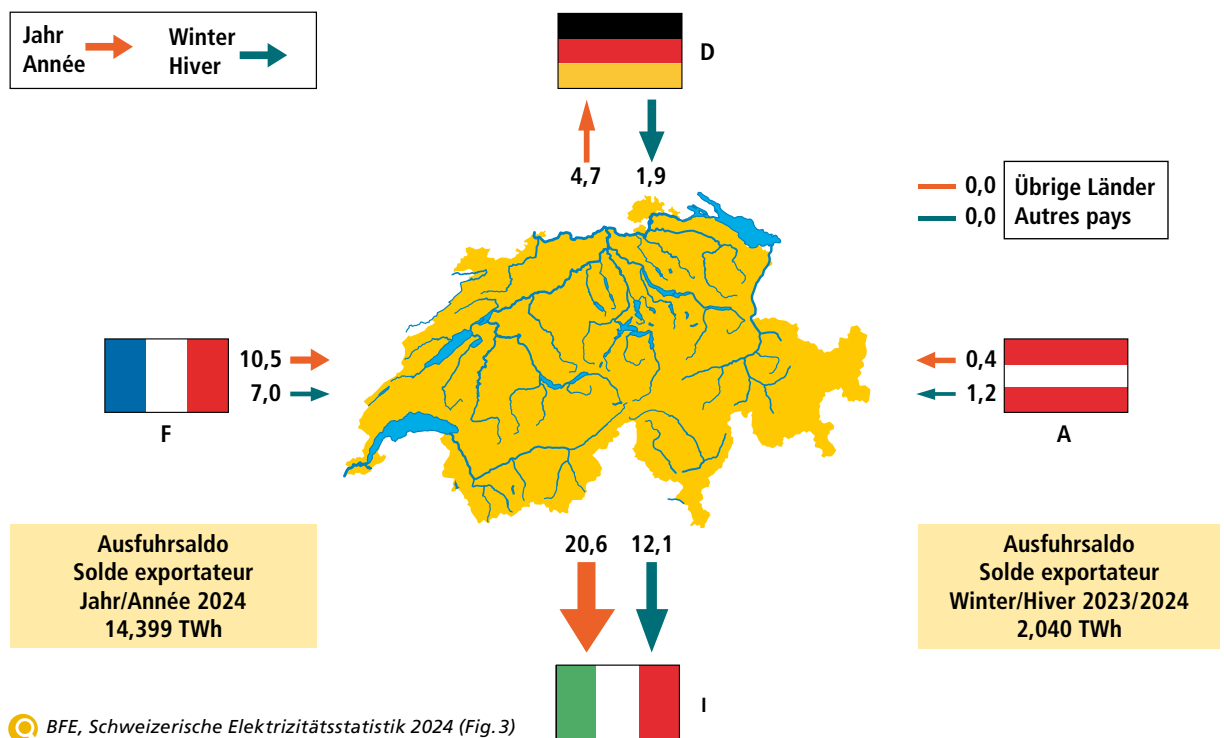 Jahr
Année
Winter
Hiver
D
4,7
1,9
0,0
0,0
Übrige Länder
Autres pays
10,5
7,0
F
0,4
1,2
A
Ausfuhrsaldo
Solde exportateur
Jahr/Année 2024
14,399 TWh
20,6
12,1
Ausfuhrsaldo
Solde exportateur
Winter/Hiver 2023/2024
2,040 TWh
I
BFE, Schweizerische Elektrizitätsstatistik 2024 (Fig. 3)